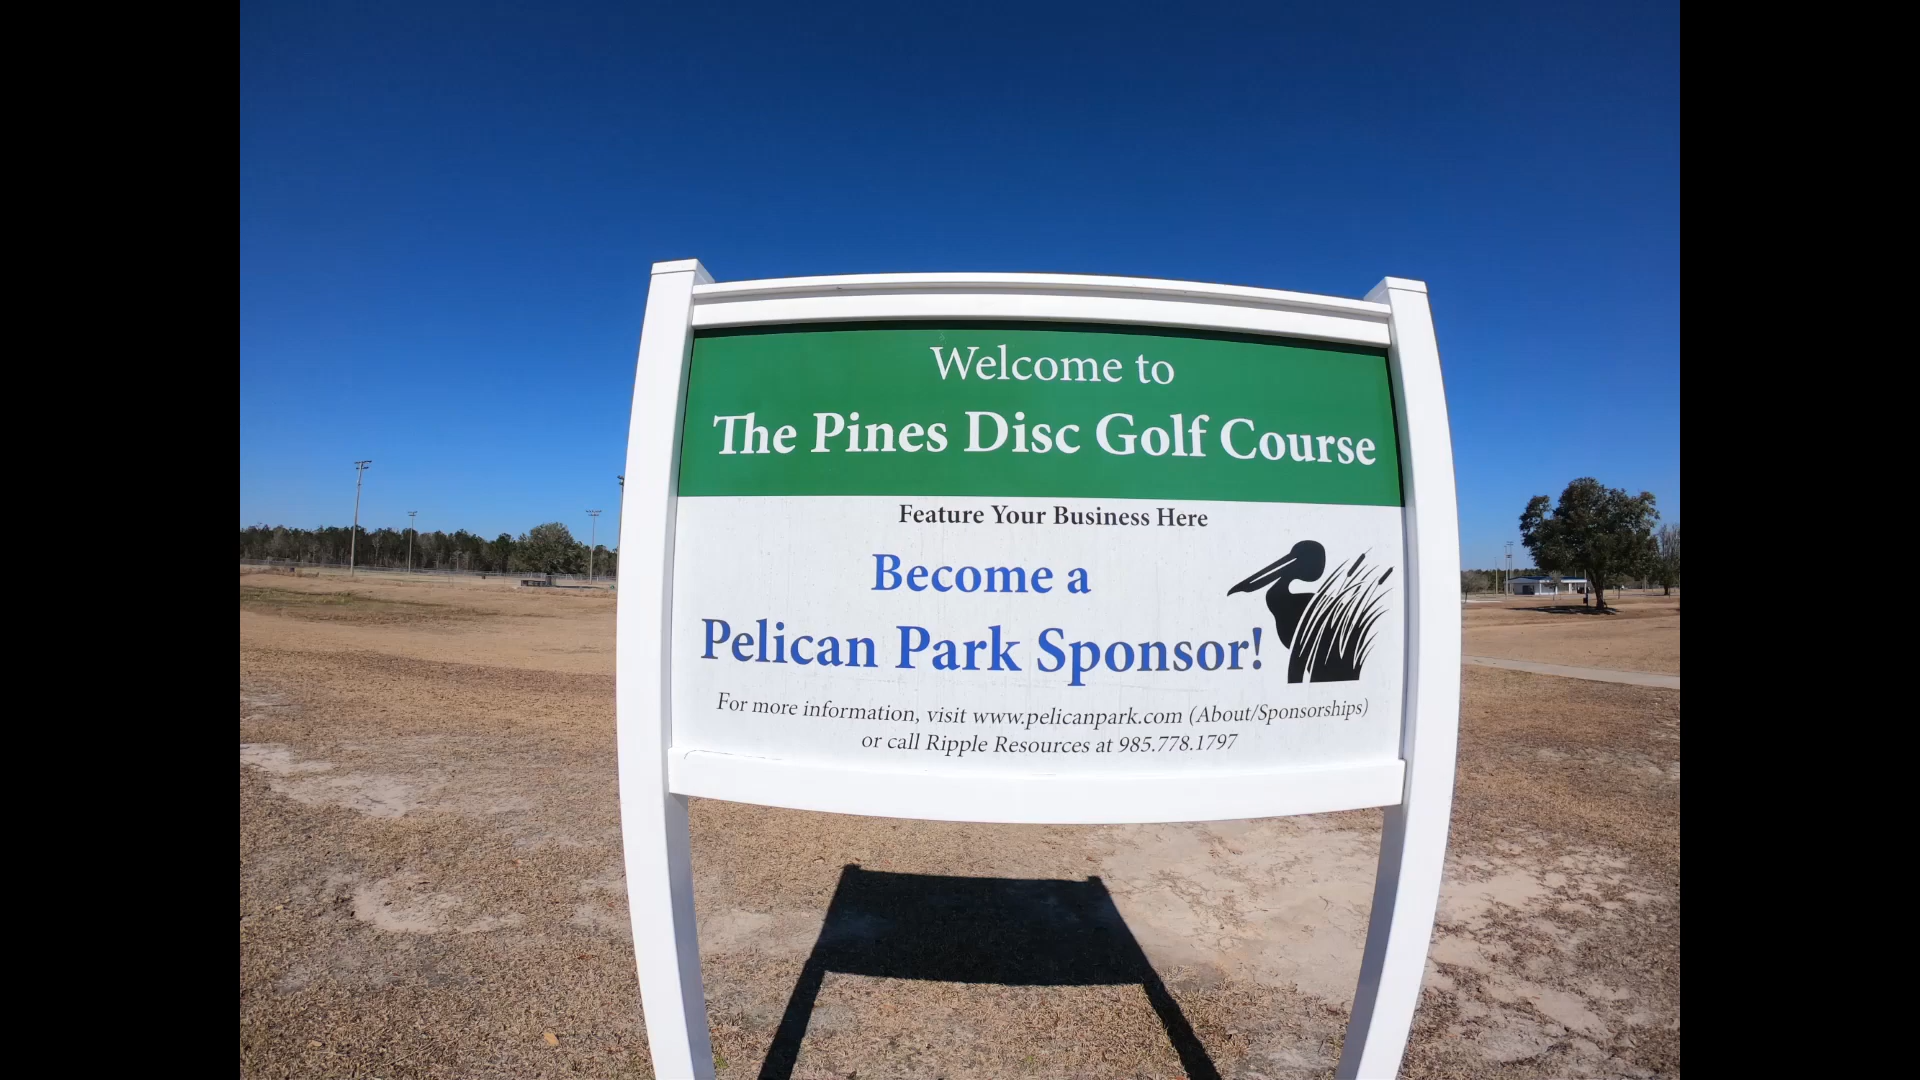 Welcome to
The Pines Disc Golf Course
Feature Your Business Here
Become a
Pelican Park Sponsor!
For more information, visit www.pelicanpark.com (About/Sponsorships)
or call Ripple Resources at 985.778.1797